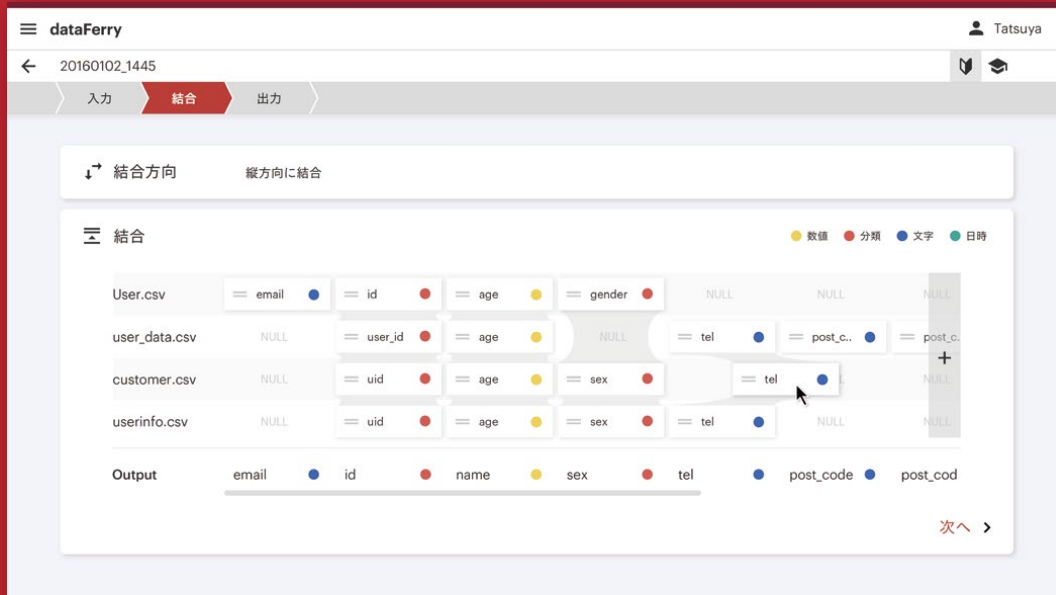 dataFerry Tatsuya
20160102_1445
入力 結合 出力
結合方向 縦方向に結合
結合 数値 分類 文字 日時
User.csv email id age gender NULL NULL NULL
user_data.csv NULL user_id age NULL tel post_c.. post_c.
customer.csv NULL uid age sex tel NULL
userinfo.csv NULL uid age sex tel NULL NULL
Output email id name sex tel post_code post_cod
次へ